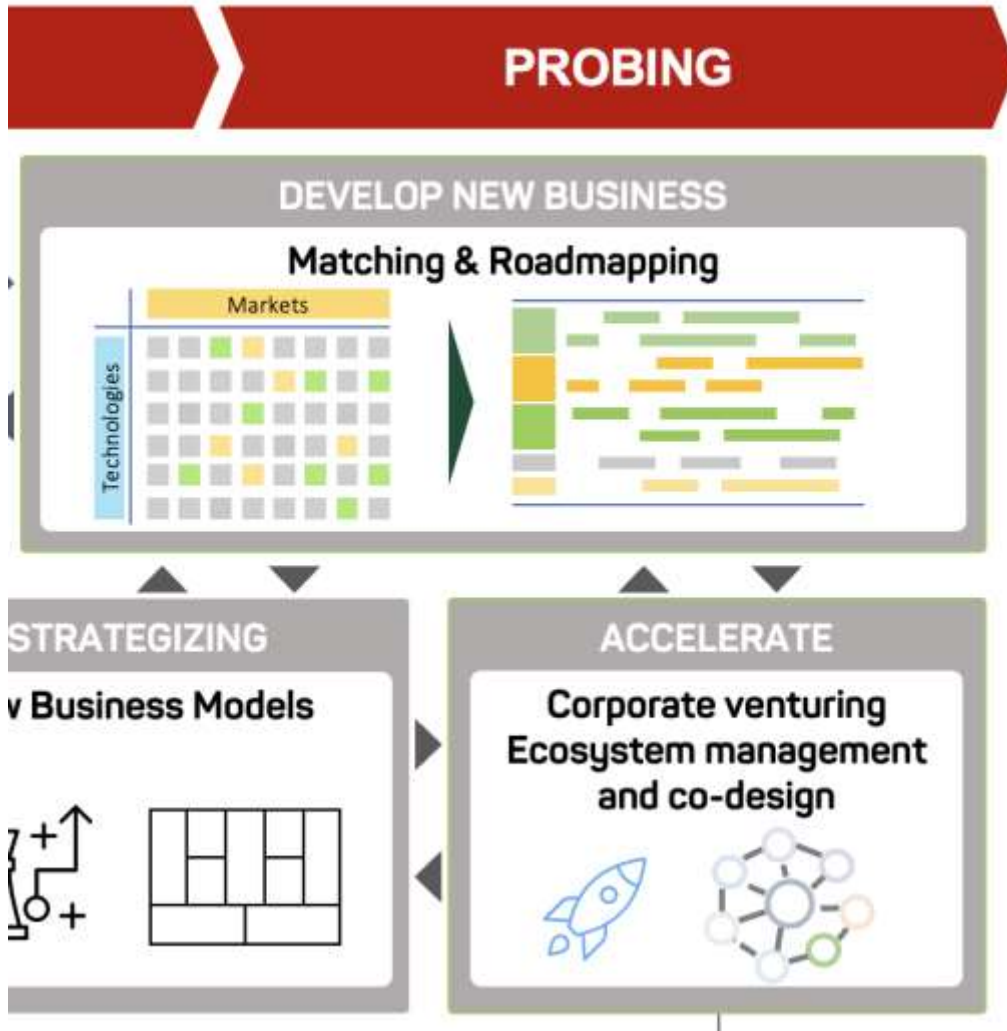 PROBING
DEVELOP NEW BUSINESS
Matching & Roadmapping
Markets
Technologies
STRATEGIZING
w Business Models
ACCELERATE
Corporate venturing
Ecosystem management
and co-design